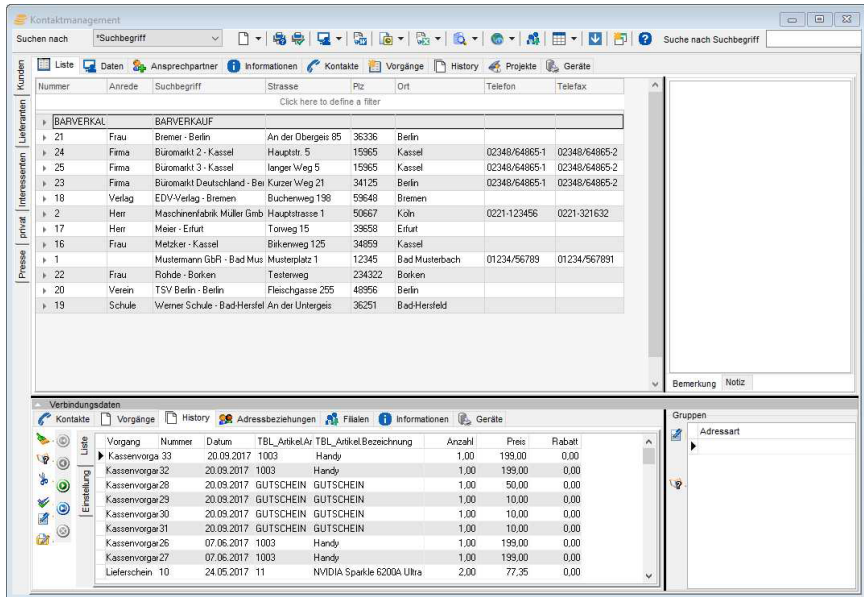 Kontaktmanagement
Suchen nach *Suchbegriff Suche nach Suchbegriff
Kunden
Lieferanten
Interessenten
privat
Presse
Liste Daten Ansprechpartner Informationen Kontakte Vorgänge History Projekte Geräte
Nummer Anrede Suchbegriff Strasse Plz Ort Telefon Telefax
Click here to define a filter
BARVERKAU BARVERKAUF
21 Frau Bremer - Berlin An der Obergeis 85 36336 Berlin
24 Firma Büromarkt 2 - Kassel Hauptstr. 5 15965 Kassel 02348/64865-1 02348/64865-2
25 Firma Büromarkt 3 - Kassel langer Weg 5 15965 Kassel 02348/64865-1 02348/64865-2
23 Firma Büromarkt Deutschland - Ber Kurzer Weg 21 34125 Berlin 02348/64865-1 02348/64865-2
18 Verlag EDV-Verlag - Bremen Buchenweg 198 59648 Bremen
2 Herr Maschinenfabrik Müller Gmb Hauptstrasse 1 50667 Köln 0221-123456 0221-321632
17 Herr Meier - Erfurt Torweg 15 39658 Erfurt
16 Frau Metzker - Kassel Birkenweg 125 34859 Kassel
1 Mustermann GbR - Bad Mus Musterplatz 1 12345 Bad Musterbach 01234/56789 01234/567891
22 Frau Rohde - Borken Testerweg 234322 Borken
20 Verein TSV Berlin - Berlin Fleischgasse 255 48956 Berlin
19 Schule Werner Schule - Bad-Hersfel An der Untergeis 36251 Bad-Hersfeld
Bemerkung Notiz
Verbindungsdaten
Kontakte Vorgänge History Adressbeziehungen Filialen Informationen Geräte
Liste
Einstellung
Vorgang Nummer Datum TBL_Artikel.Ar TBL_Artikel.Bezeichnung Anzahl Preis Rabatt
Kassenvorga 33 20.09.2017 1003 Handy 1,00 199,00 0,00
Kassenvorgar 32 20.09.2017 1003 Handy 1,00 199,00 0,00
Kassenvorgar 28 20.09.2017 GUTSCHEIN GUTSCHEIN 1,00 50,00 0,00
Kassenvorgar 29 20.09.2017 GUTSCHEIN GUTSCHEIN 1,00 10,00 0,00
Kassenvorgar 30 20.09.2017 GUTSCHEIN GUTSCHEIN 1,00 10,00 0,00
Kassenvorgar 31 20.09.2017 GUTSCHEIN GUTSCHEIN 1,00 10,00 0,00
Kassenvorgar 26 07.06.2017 1003 Handy 1,00 199,00 0,00
Kassenvorgar 27 07.06.2017 1003 Handy 1,00 199,00 0,00
Lieferschein 10 24.05.2017 11 NVIDIA Sparkle 6200A Ultra 2,00 77,35 0,00
Gruppen
Adressart